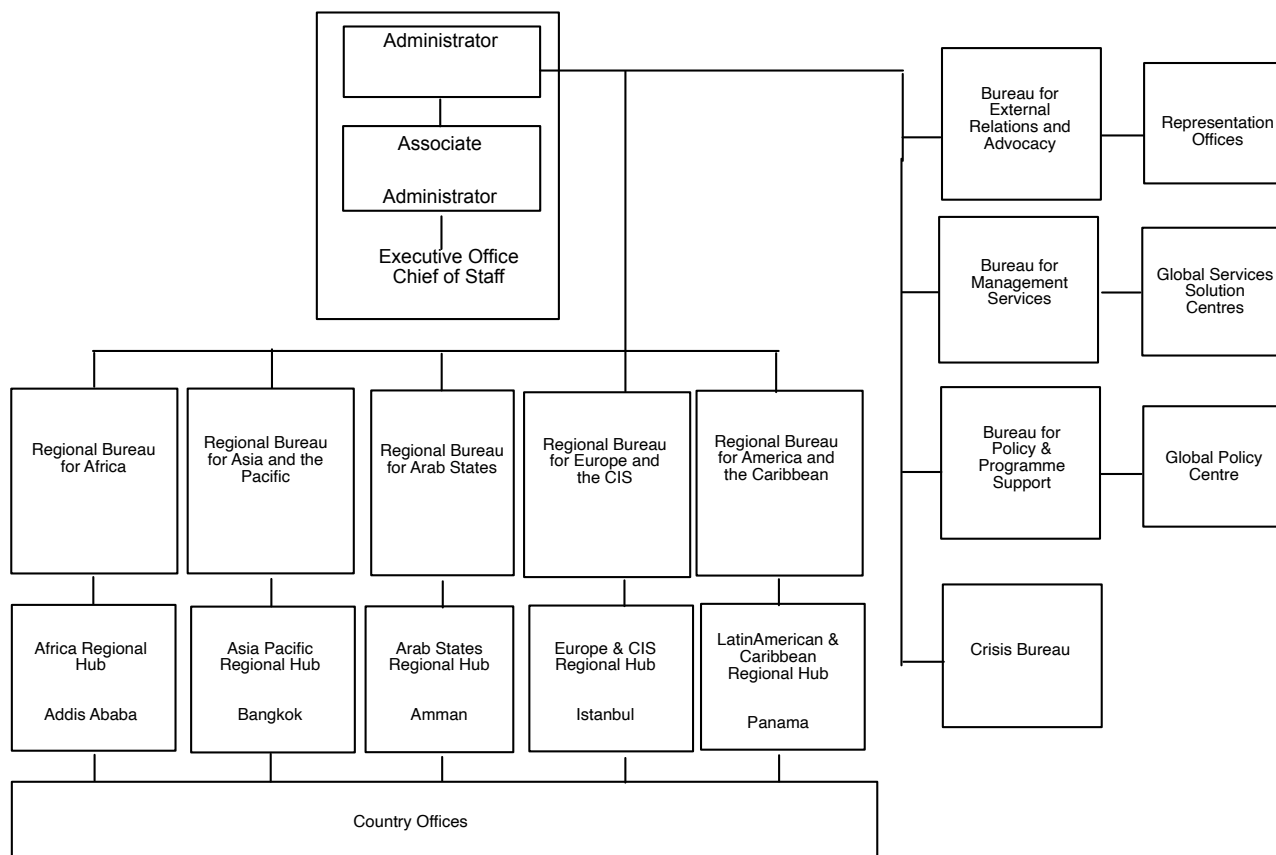 Administrator
Associate
Administrator
Executive Office
Chief of Staff
Bureau for
External
Relations and
Advocacy
Representation
Offices
Bureau for
Management
Services
Global Services
Solution
Centres
Bureau for
Policy &
Programme
Support
Global Policy
Centre
Crisis Bureau
Regional Bureau
for Africa
Regional Bureau
for Asia and the
Pacific
Regional Bureau
for Arab States
Regional Bureau
for Europe and
the CIS
Regional Bureau
for America and
the Caribbean
Africa Regional
Hub
Addis Ababa
Asia Pacific
Regional Hub
Bangkok
Arab States
Regional Hub
Amman
Europe & CIS
Regional Hub
Istanbul
LatinAmerican &
Caribbean
Regional Hub
Panama
Country Offices